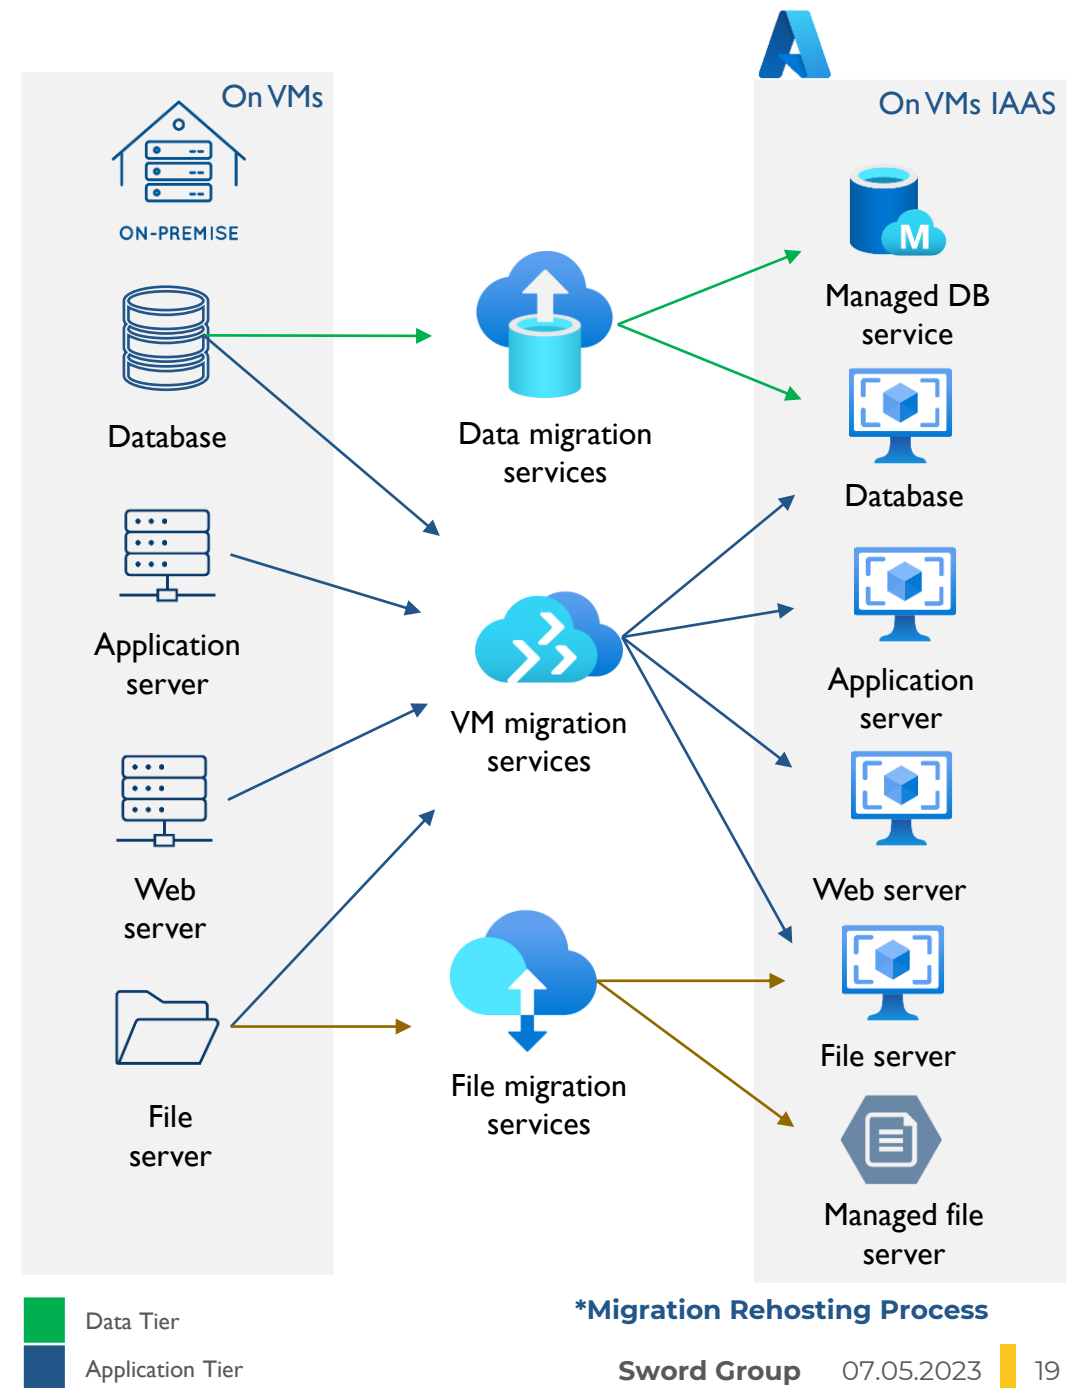 On VMs
On VMs IAAS
ON-PREMISE
M
Managed DB
service
Database
Data migration
services
Database
Application
server
Application
server
VM migration
services
Web
server
Web server
File
server
File migration
services
File server
Managed file
server
*Migration Rehosting Process
Data Tier
Application Tier
Sword Group 07.05.2023 19